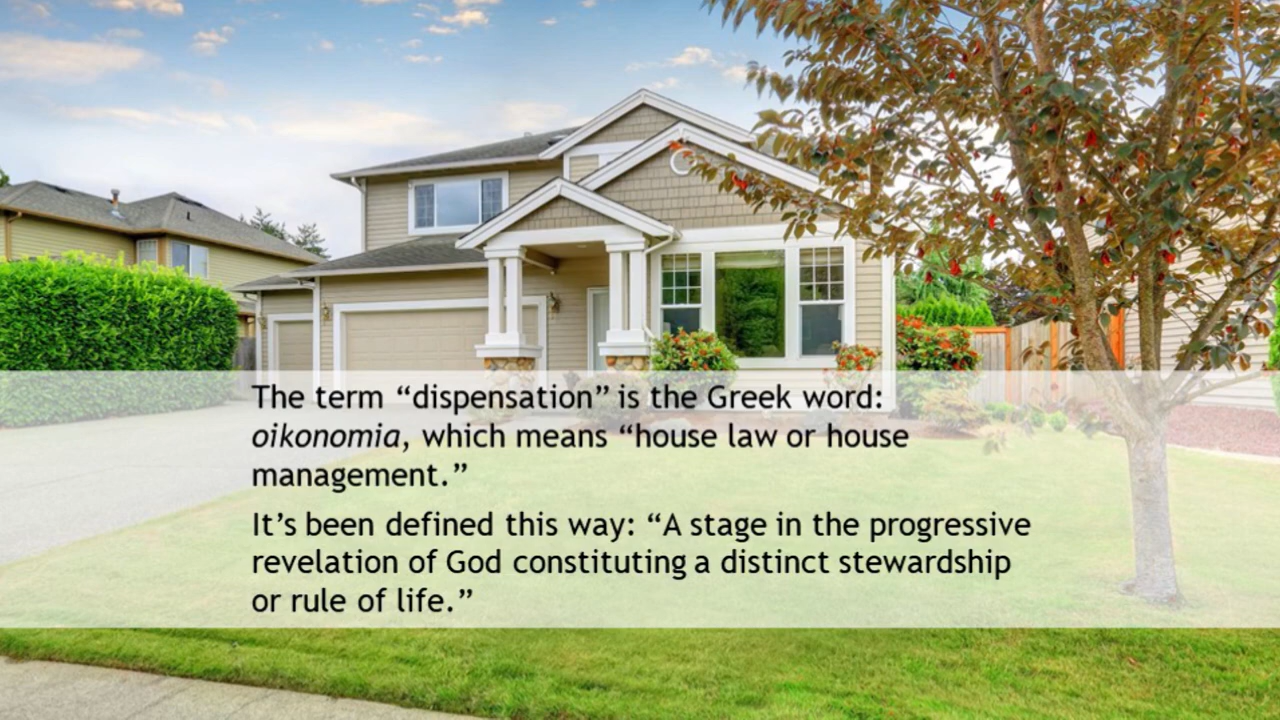 The term “dispensation” is the Greek word:
oikonomia, which means “house law or house
management.”
It’s been defined this way: “A stage in the progressive
revelation of God constituting a distinct stewardship
or rule of life.”